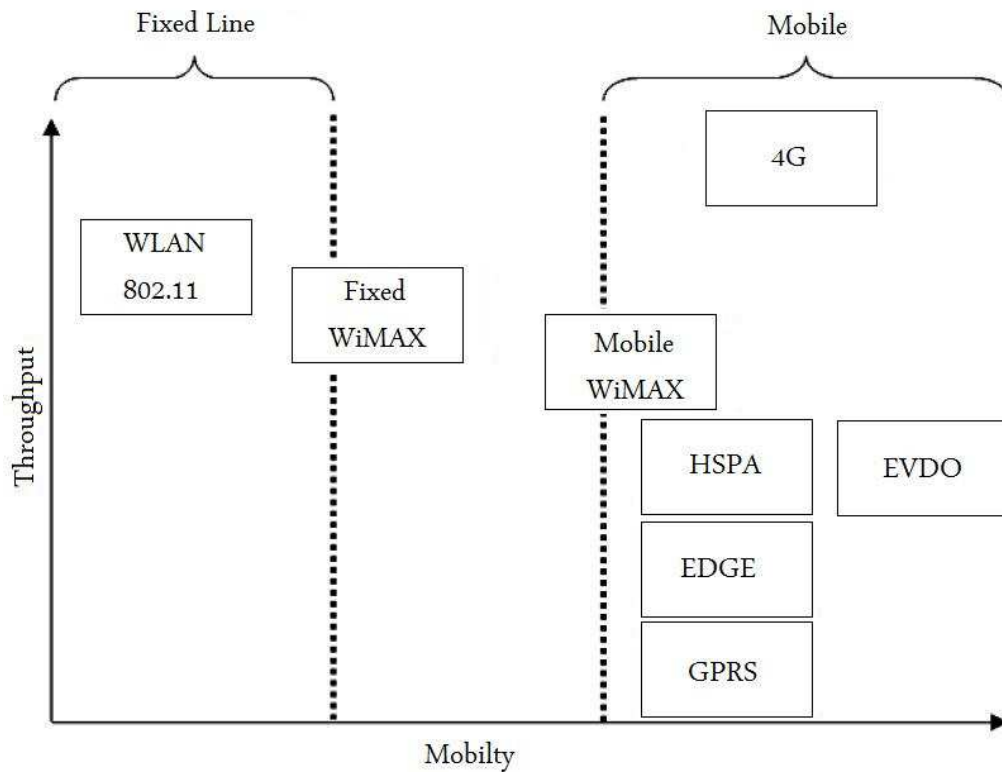 Fixed Line
Mobile
4G
WLAN
802.11
Fixed
WiMAX
Mobile
WiMAX
Throughput
HSPA
EVDO
EDGE
GPRS
Mobilty